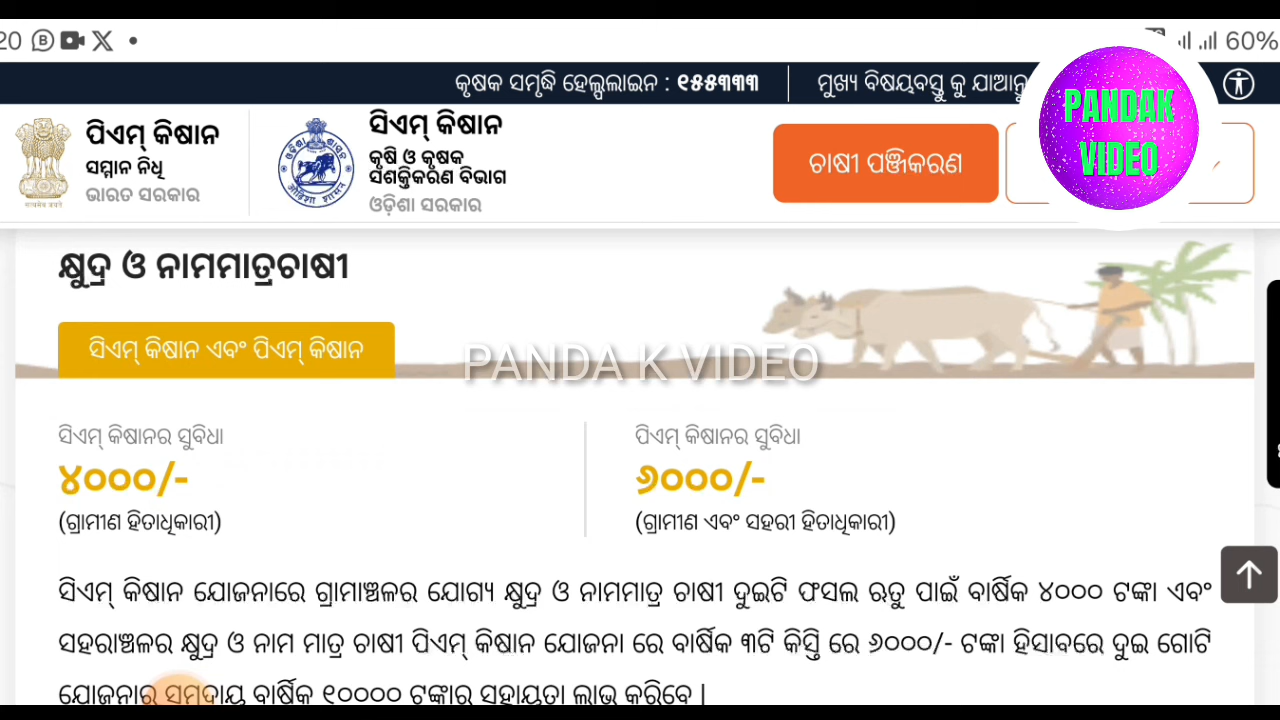 20
60%
କୃଷକ ସମୃଦ୍ଧି ହେଲ୍ପଲାଇନ : ୧୫୫୩୩୩
ମୁଖ୍ୟ ବିଷୟବସ୍ତୁ କୁ ଯାଆନ୍ତୁ
ପିଏମ୍ କିଷାନ
ସମ୍ମାନ ନିଧି
ଭାରତ ସରକାର
ସିଏମ୍ କିଷାନ
କୃଷି ଓ କୃଷକ
ସଶକ୍ତିକରଣ ବିଭାଗ
ଓଡ଼ିଶା ସରକାର
ଚାଷୀ ପଞ୍ଜିକରଣ
PANDAK
VIDEO
କ୍ଷୁଦ୍ର ଓ ନାମମାତ୍ରଚାଷୀ
ସିଏମ୍ କିଷାନ ଏବଂ ପିଏମ୍ କିଷାନ
PANDA K VIDEO
ସିଏମ୍ କିଷାନର ସୁବିଧା
୪୦୦୦/-
(ଗ୍ରାମୀଣ ହିତାଧିକାରୀ)
ପିଏମ୍ କିଷାନର ସୁବିଧା
୬୦୦୦/-
(ଗ୍ରାମୀଣ ଏବଂ ସହରୀ ହିତାଧିକାରୀ)
ସିଏମ୍ କିଷାନ ଯୋଜନାରେ ଗ୍ରାମାଞ୍ଚଳର ଯୋଗ୍ୟ କ୍ଷୁଦ୍ର ଓ ନାମମାତ୍ର ଚାଷୀ ଦୁଇଟି ଫସଲ ଋତୁ ପାଇଁ ବାର୍ଷିକ ୪୦୦୦ ଟଙ୍କା ଏବଂ
ସହରାଞ୍ଚଳର କ୍ଷୁଦ୍ର ଓ ନାମ ମାତ୍ର ଚାଷୀ ପିଏମ୍ କିଷାନ ଯୋଜନା ରେ ବାର୍ଷିକ ୩ଟି କିସ୍ତି ରେ ୬୦୦୦/- ଟଙ୍କା ହିସାବରେ ଦୁଇ ଗୋଟି
ଯୋଜନାର ସମୁଦାୟ ବାର୍ଷିକ ୧୦୦୦୦ ଟଙ୍କାର ସହାୟତା ଲାଭ କରିବେ |